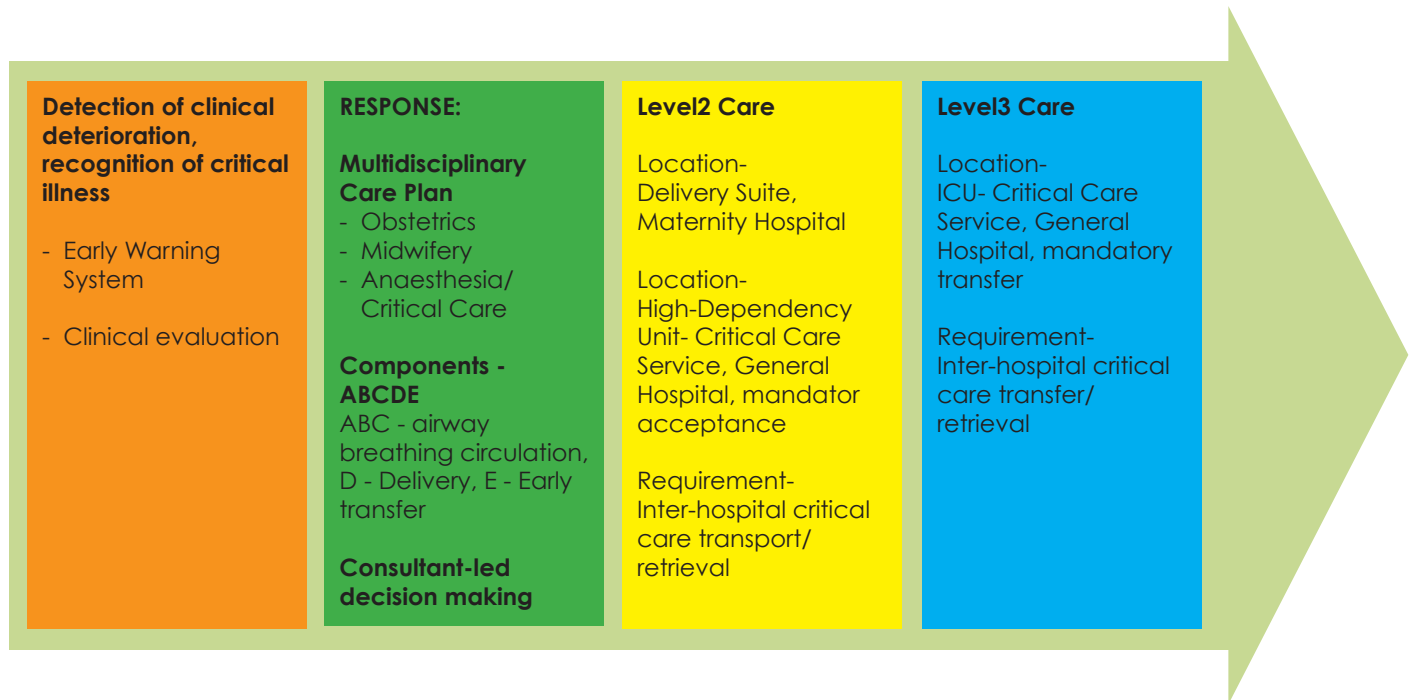 Detection of clinical
deterioration,
recognition of critical
illness
- Early Warning
System
- Clinical evaluation
RESPONSE:
Multidisciplinary
Care Plan
- Obstetrics
- Midwifery
- Anaesthesia/
Critical Care
Components -
ABCDE
ABC - airway
breathing circulation,
D - Delivery, E - Early
transfer
Consultant-led
decision making
Level2 Care
Location-
Delivery Suite,
Maternity Hospital
Location-
High-Dependency
Unit- Critical Care
Service, General
Hospital, mandator
acceptance
Requirement-
Inter-hospital critical
care transport/
retrieval
Level3 Care
Location-
ICU- Critical Care
Service, General
Hospital, mandatory
transfer
Requirement-
Inter-hospital critical
care transfer/
retrieval